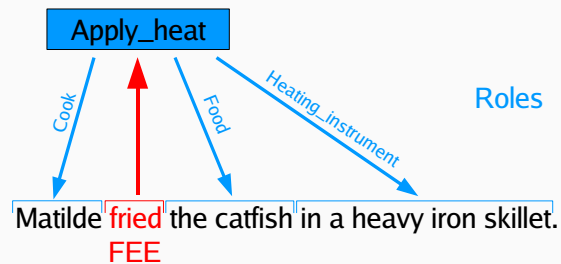 Apply_heat
Cook
Food
Heating_instrument
Roles
Matilde fried the catfish in a heavy iron skillet.
FEE